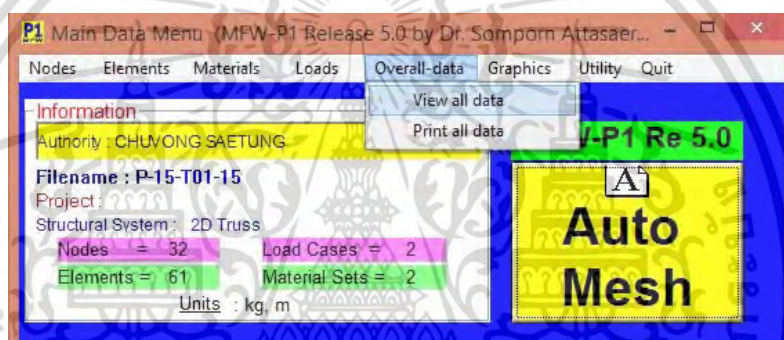 P1 Main Data Menu (MFW-P1 Release 5.0 by Dr. Somporn Attasaer...
Nodes Elements Materials Loads Overall-data Graphics Utility Quit
View all data
Print all data
Information
Authority : CHUVONG SAETUNG
W-P1 Re 5.0
Filename : P-15-T01-15
Project :
Structural System : 2D Truss
Nodes = 32 Load Cases = 2
Elements = 61 Material Sets = 2
Units : kg, m
A
Auto
Mesh